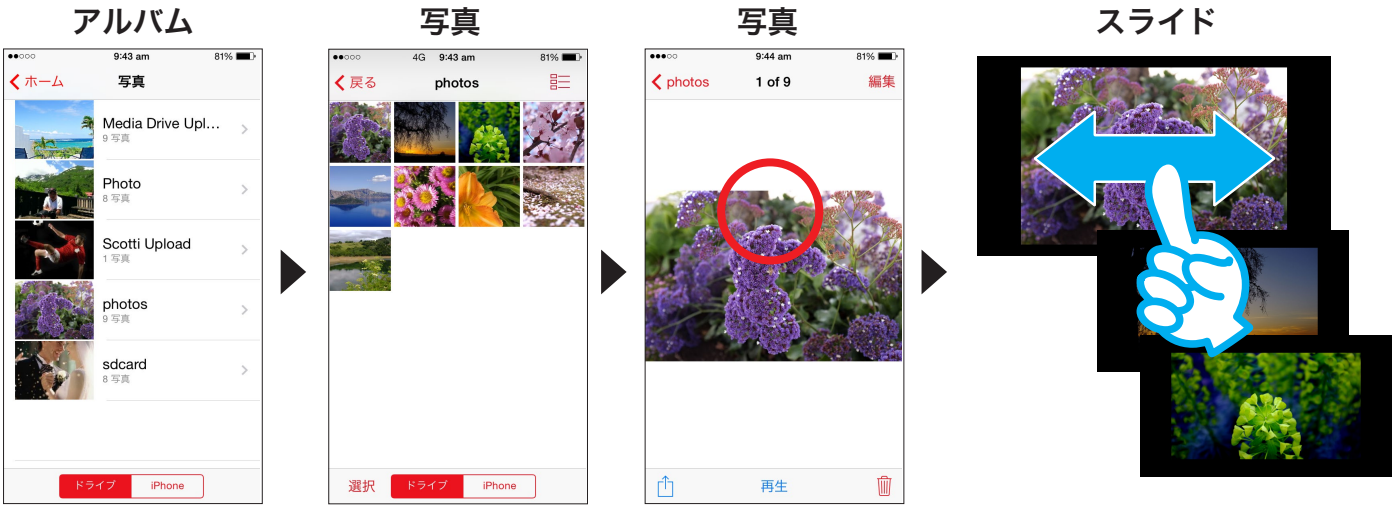 アルバム
9:43 am
81%
ホーム
写真
Media Drive Upl...
9 写真
Photo
8 写真
Scotti Upload
1 写真
photos
9 写真
sdcard
8 写真
ドライブ
iPhone
写真
4G 9:43 am
81%
戻る
photos
選択
ドライブ
iPhone
写真
9:44 am
81%
photos
1 of 9
編集
再生
スライド